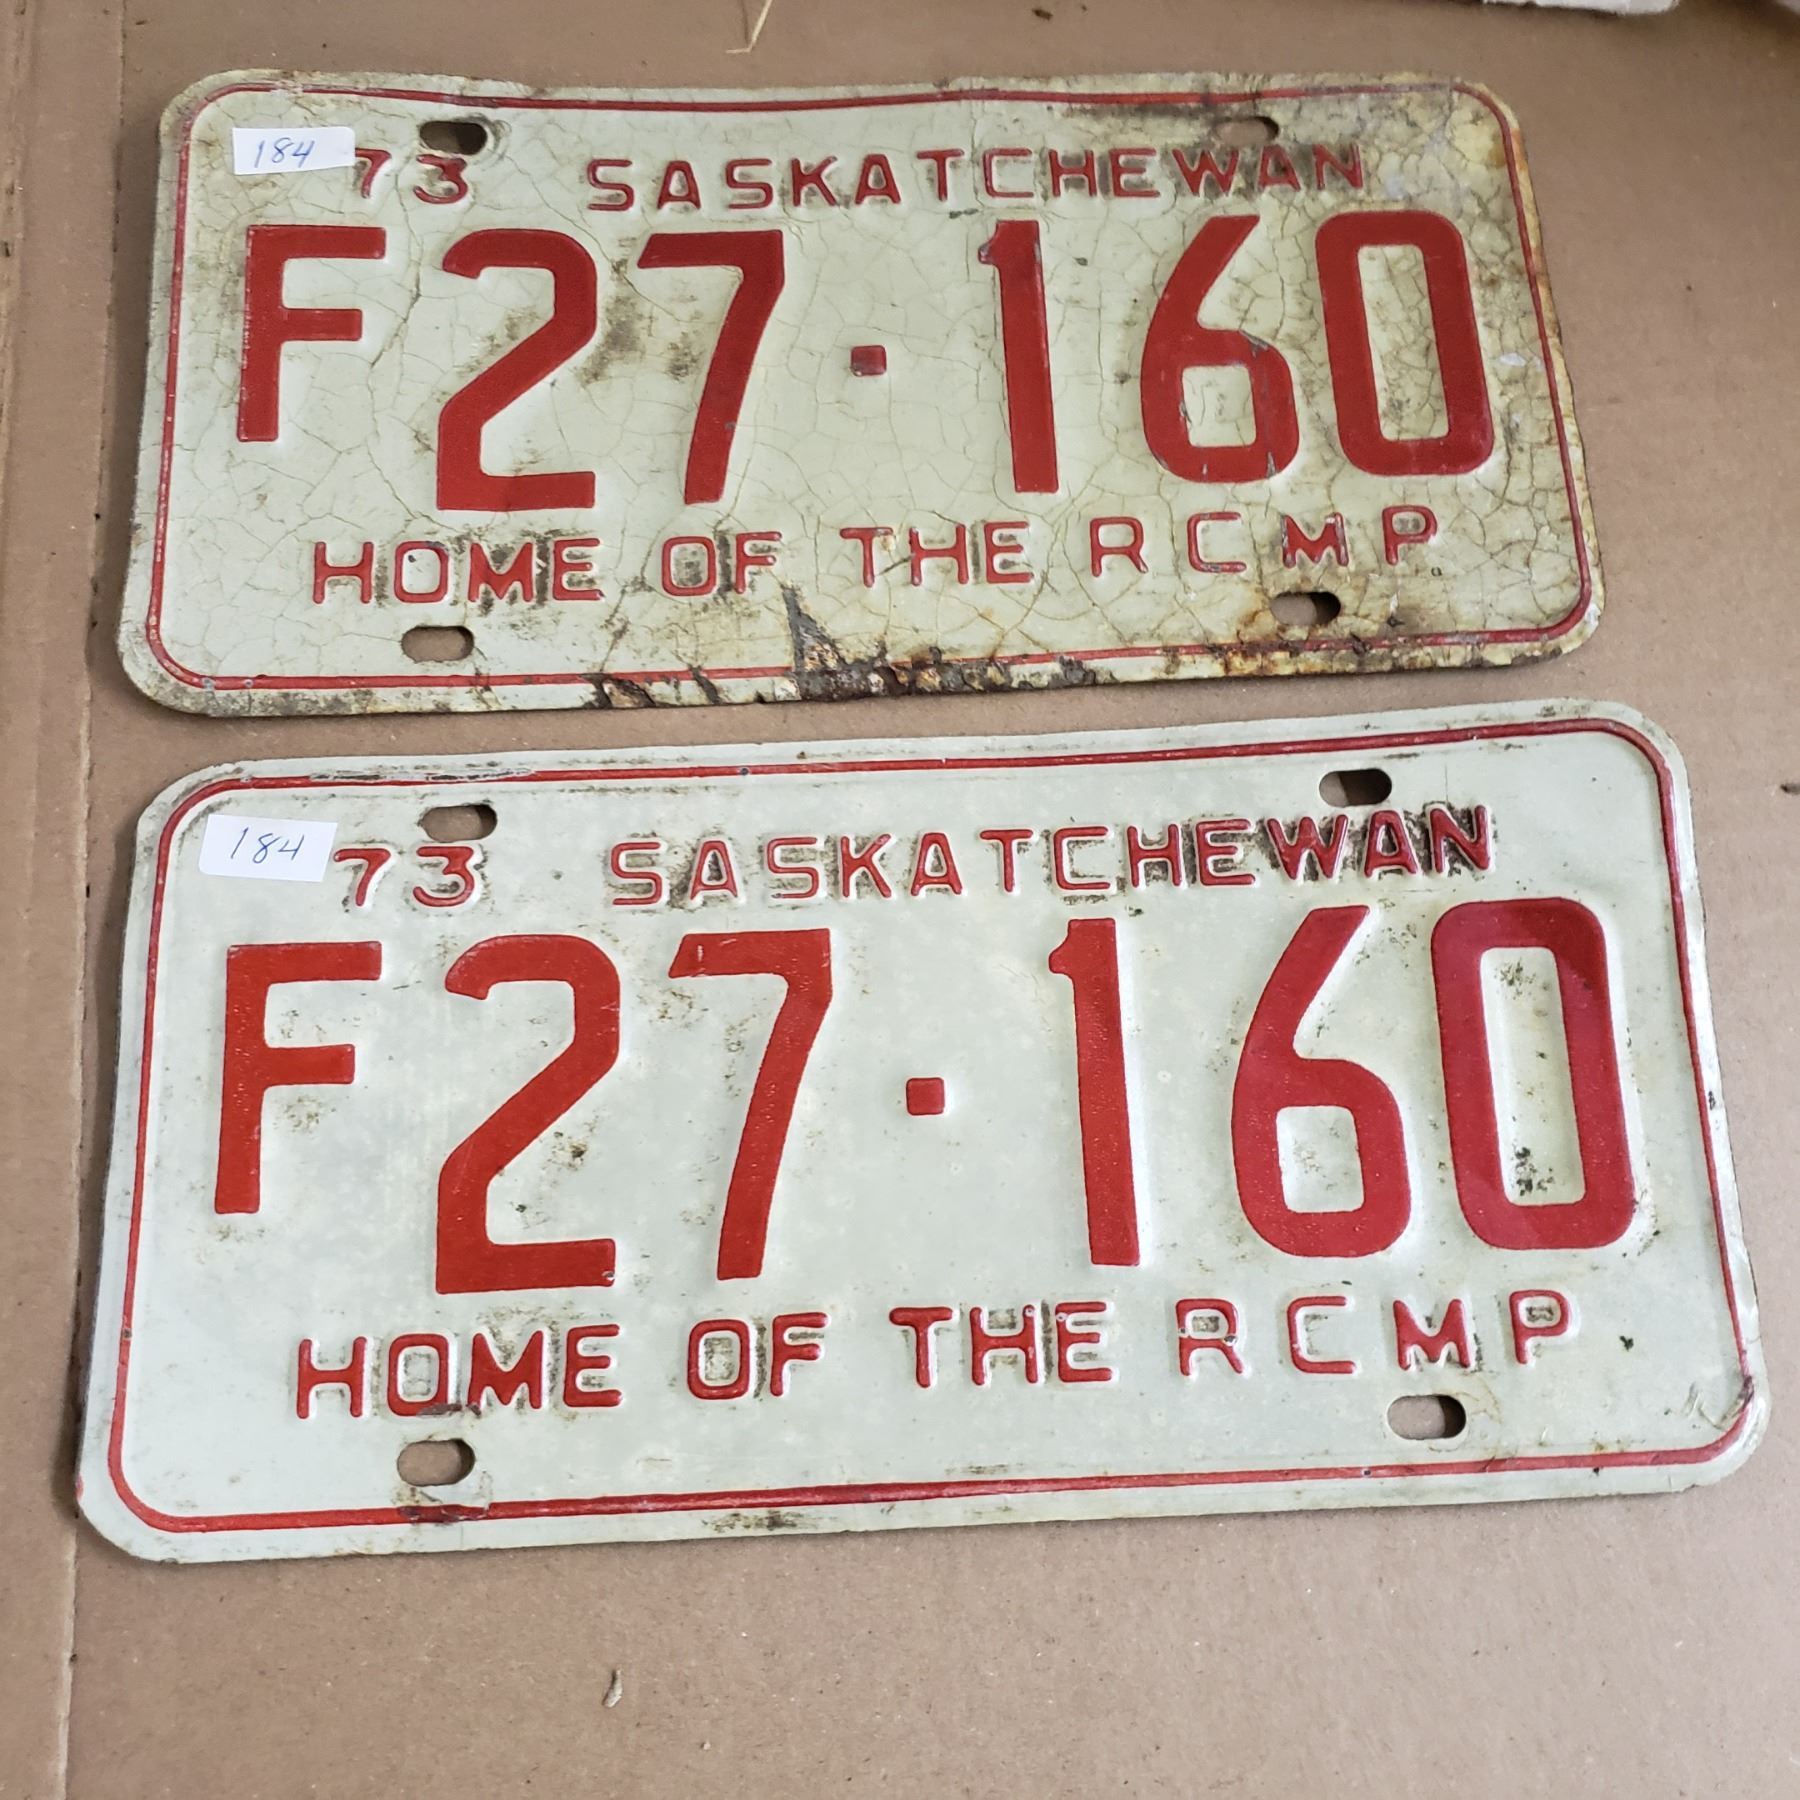 184
73 SASKATCHEWAN
F27·160
HOME OF THE RCMP
184
73 SASKATCHEWAN
F27·160
HOME OF THE RCMP